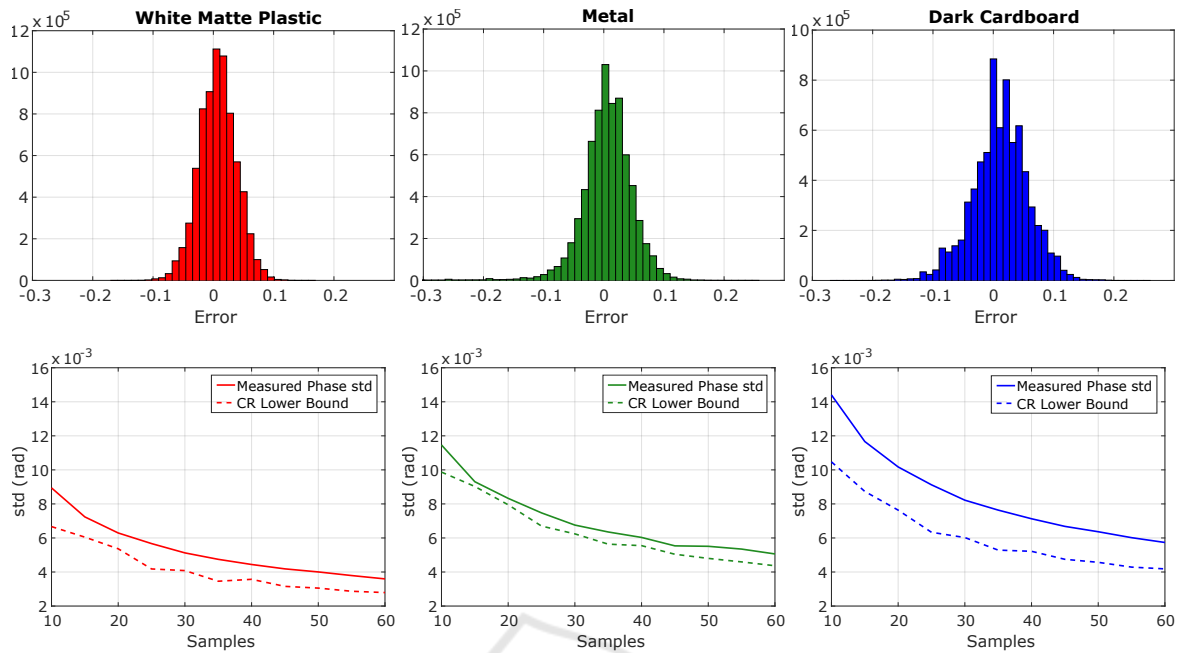 White Matte Plastic
Metal
Dark Cardboard
12 × 10^5
12 × 10^5
10 × 10^5
10
8
6
4
2
0
-0.3 -0.2 -0.1 0 0.1 0.2
Error
10
8
6
4
2
0
-0.3 -0.2 -0.1 0 0.1 0.2
Error
8
6
4
2
0
-0.3 -0.2 -0.1 0 0.1 0.2
Error
16 × 10^-3
14
12
10
8
6
4
2
std (rad)
Measured Phase std
CR Lower Bound
10 20 30 40 50 60
Samples
16 × 10^-3
14
12
10
8
6
4
2
std (rad)
Measured Phase std
CR Lower Bound
10 20 30 40 50 60
Samples
16 × 10^-3
14
12
10
8
6
4
2
std (rad)
Measured Phase std
CR Lower Bound
10 20 30 40 50 60
Samples